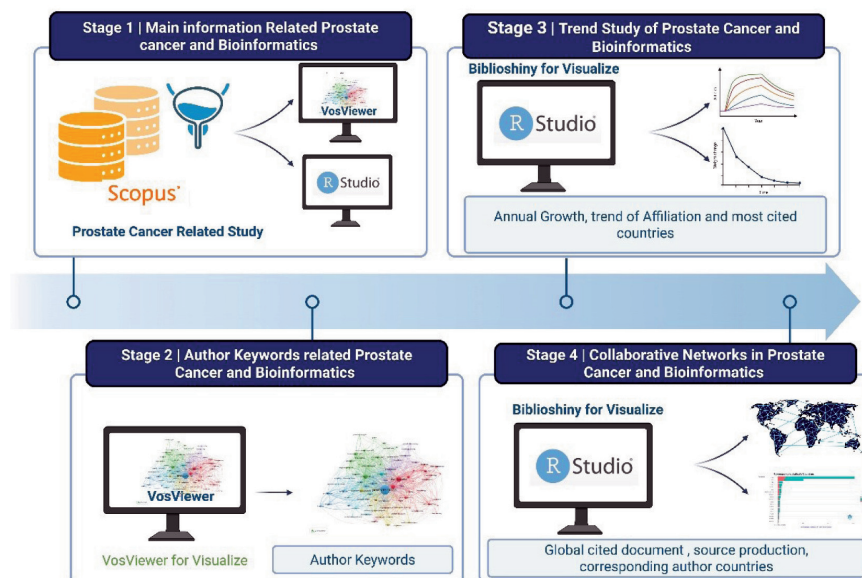 Stage 1 | Main information Related Prostate
cancer and Bioinformatics
VosViewer
Scopus®
R Studio®
Prostate Cancer Related Study
Stage 3 | Trend Study of Prostate Cancer and
Bioinformatics
Biblioshiny for Visualize
R Studio®
Time
Annual Growth, trend of Affiliation and most cited
countries
Stage 2 | Author Keywords related Prostate
Cancer and Bioinformatics
VosViewer
VosViewer for Visualize
Author Keywords
Stage 4 | Collaborative Networks in Prostate
Cancer and Bioinformatics
Biblioshiny for Visualize
R Studio®
Global cited document , source production,
corresponding author countries